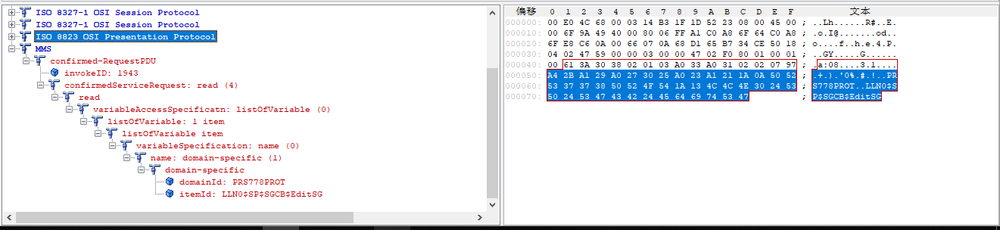 ISO 8327-1 OSI Session Protocol
ISO 8327-1 OSI Session Protocol
ISO 8823 OSI Presentation Protocol
MMS
confirmed-RequestPDU
invokeID: 1943
confirmedServiceRequest: read (4)
read
variableAccessSpecificatn: listOfVariable (0)
listOfVariable: 1 item
listOfVariable item
variableSpecification: name (0)
name: domain-specific (1)
domain-specific
domainId: PRS778PROT
itemId: LLN0$SP$SGCB$EditSG
偏移 0 1 2 3 4 5 6 7 8 9 A B C D E F 文本
000000: 00 E0 4C 68 00 03 14 B3 1F 1D 52 23 08 00 45 00 ; ..Lh......R#..E.
000010: 00 6F 9A 49 40 00 80 06 FF A1 C0 A8 6F 64 C0 A8 ; .o.I@.......od..
000020: 6F E8 C6 0A 00 66 07 0A 68 D1 65 B7 34 CE 50 18 ; o....f..h.e.4.P.
000030: 04 02 47 59 00 00 03 00 00 47 02 F0 80 01 00 01 ; ..GY.....G......
000040: 00 61 3A 30 38 02 01 03 A0 33 A0 31 02 02 07 97 ; .a:08....3.1....
000050: A4 2B A1 29 A0 27 30 25 A0 23 A1 21 1A 0A 50 52 ; .+.).'0%.#.!..PR
000060: 53 37 37 38 50 52 4F 54 1A 13 4C 4C 4E 30 24 53 ; S778PROT..LLN0$S
000070: 50 24 53 47 43 42 24 45 64 69 74 53 47 ; P$SGCB$EditSG